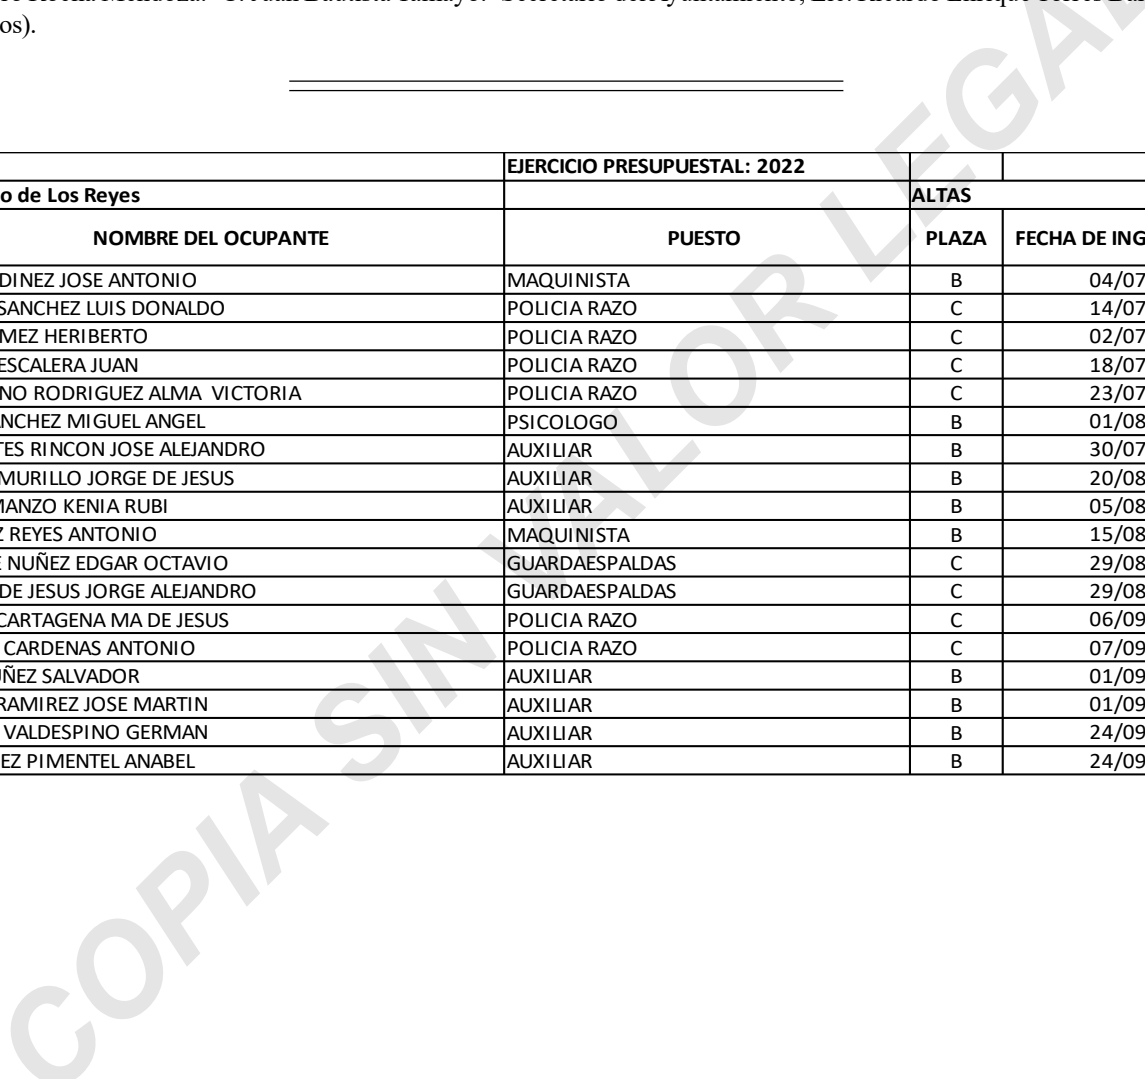 os).
EJERCICIO PRESUPUESTAL: 2022
o de Los Reyes ALTAS
NOMBRE DEL OCUPANTE PUESTO PLAZA FECHA DE ING
DINEZ JOSE ANTONIO MAQUINISTA B 04/07
SANCHEZ LUIS DONALDO POLICIA RAZO C 14/07
MEZ HERIBERTO POLICIA RAZO C 02/07
ESCALERA JUAN POLICIA RAZO C 18/07
NO RODRIGUEZ ALMA VICTORIA POLICIA RAZO C 23/07
NCHEZ MIGUEL ANGEL PSICOLOGO B 01/08
TES RINCON JOSE ALEJANDRO AUXILIAR B 30/07
MURILLO JORGE DE JESUS AUXILIAR B 20/08
MANZO KENIA RUBI AUXILIAR B 05/08
Z REYES ANTONIO MAQUINISTA B 15/08
E NUÑEZ EDGAR OCTAVIO GUARDAESPALDAS C 29/08
DE JESUS JORGE ALEJANDRO GUARDAESPALDAS C 29/08
CARTAGENA MA DE JESUS POLICIA RAZO C 06/09
CARDENAS ANTONIO POLICIA RAZO C 07/09
ÑEZ SALVADOR AUXILIAR B 01/09
RAMIREZ JOSE MARTIN AUXILIAR B 01/09
VALDESPINO GERMAN AUXILIAR B 24/09
EZ PIMENTEL ANABEL AUXILIAR B 24/09
COPIA SIN VALOR LEGAL